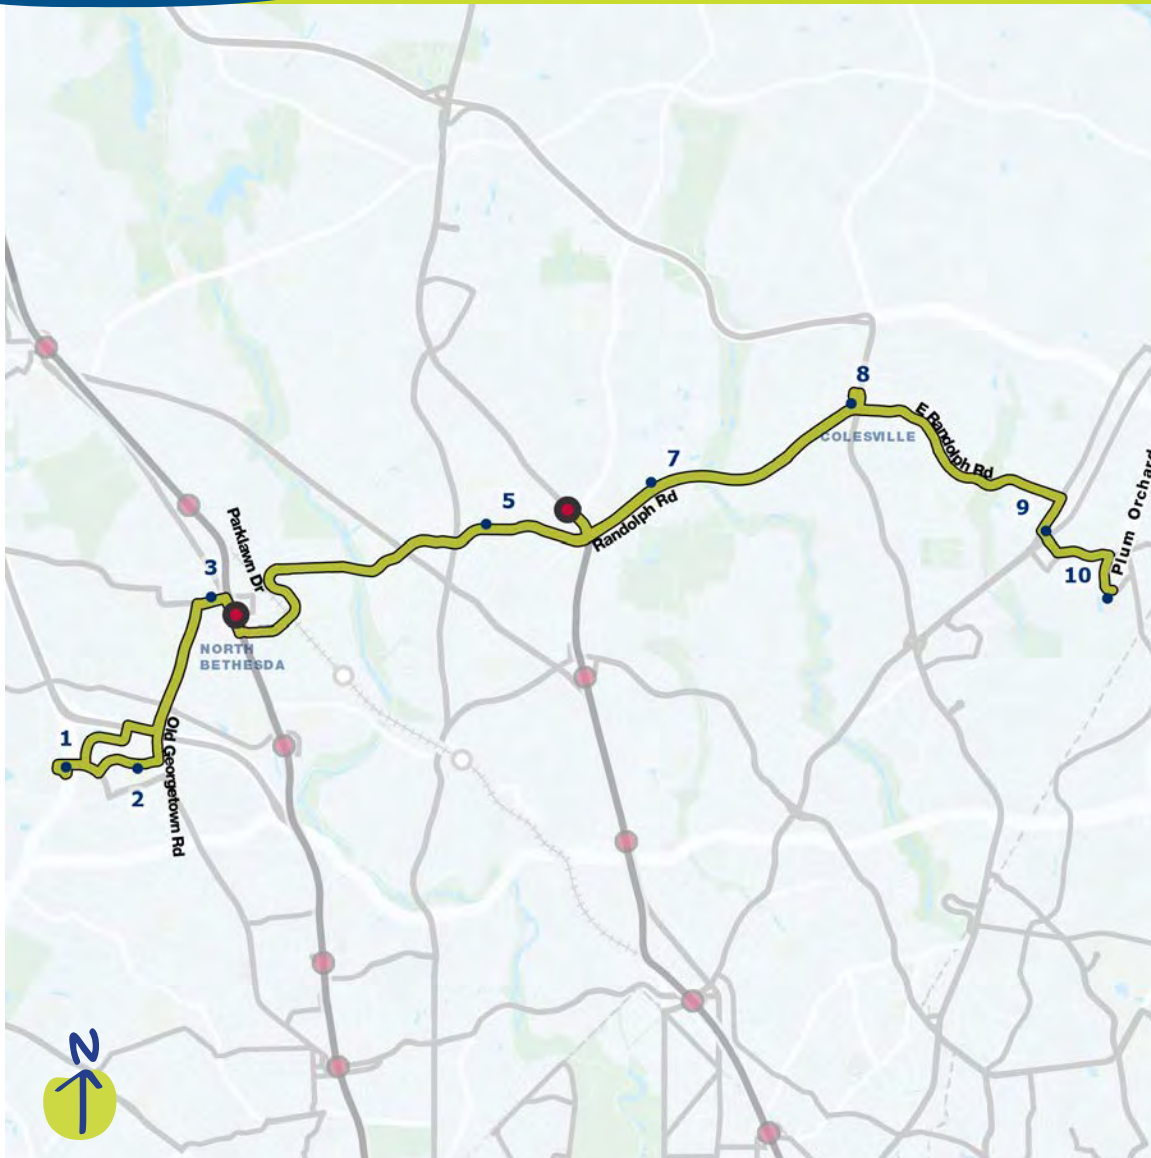 8
COLESVILLE
E Randolph Rd
7
5
Randolph Rd
9
Plum Orchard
10
Parklawn Dr
3
NORTH
BETHESDA
1
2
Old Georgetown Rd
N